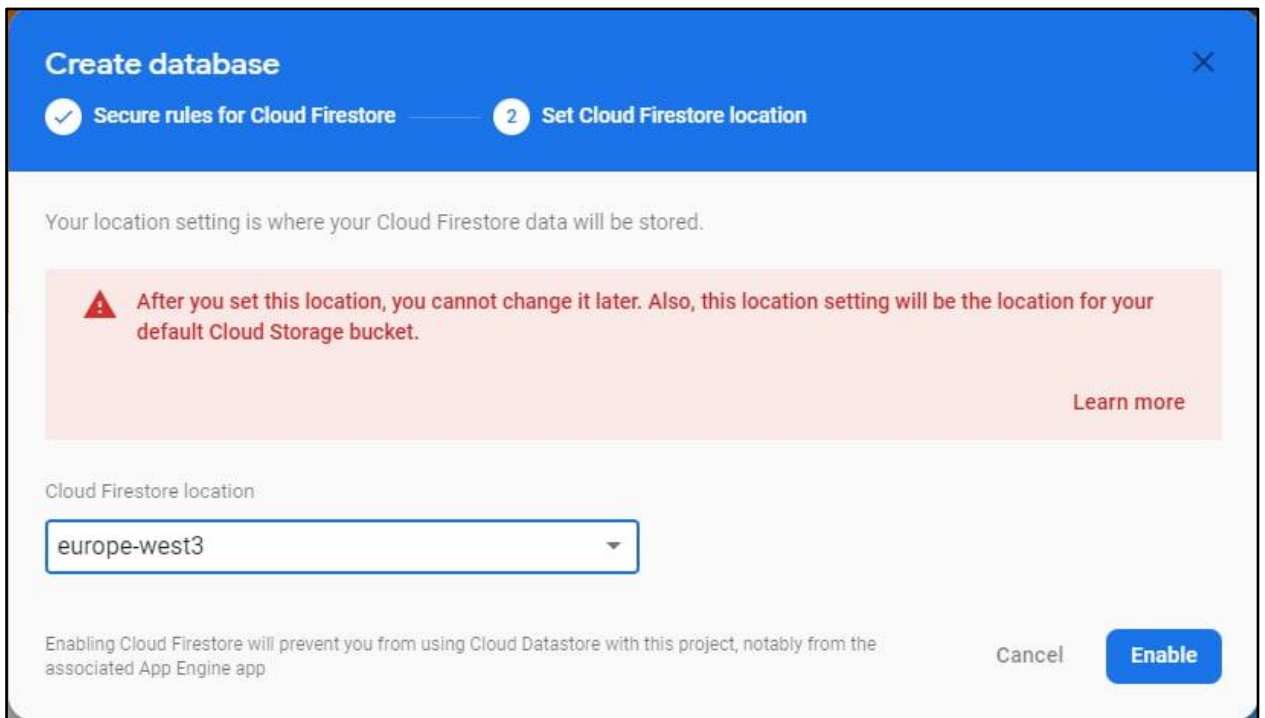 Create database
Secure rules for Cloud Firestore
2 Set Cloud Firestore location
Your location setting is where your Cloud Firestore data will be stored.
After you set this location, you cannot change it later. Also, this location setting will be the location for your
default Cloud Storage bucket.
Learn more
Cloud Firestore location
europe-west3
Enabling Cloud Firestore will prevent you from using Cloud Datastore with this project, notably from the
associated App Engine app
Cancel
Enable